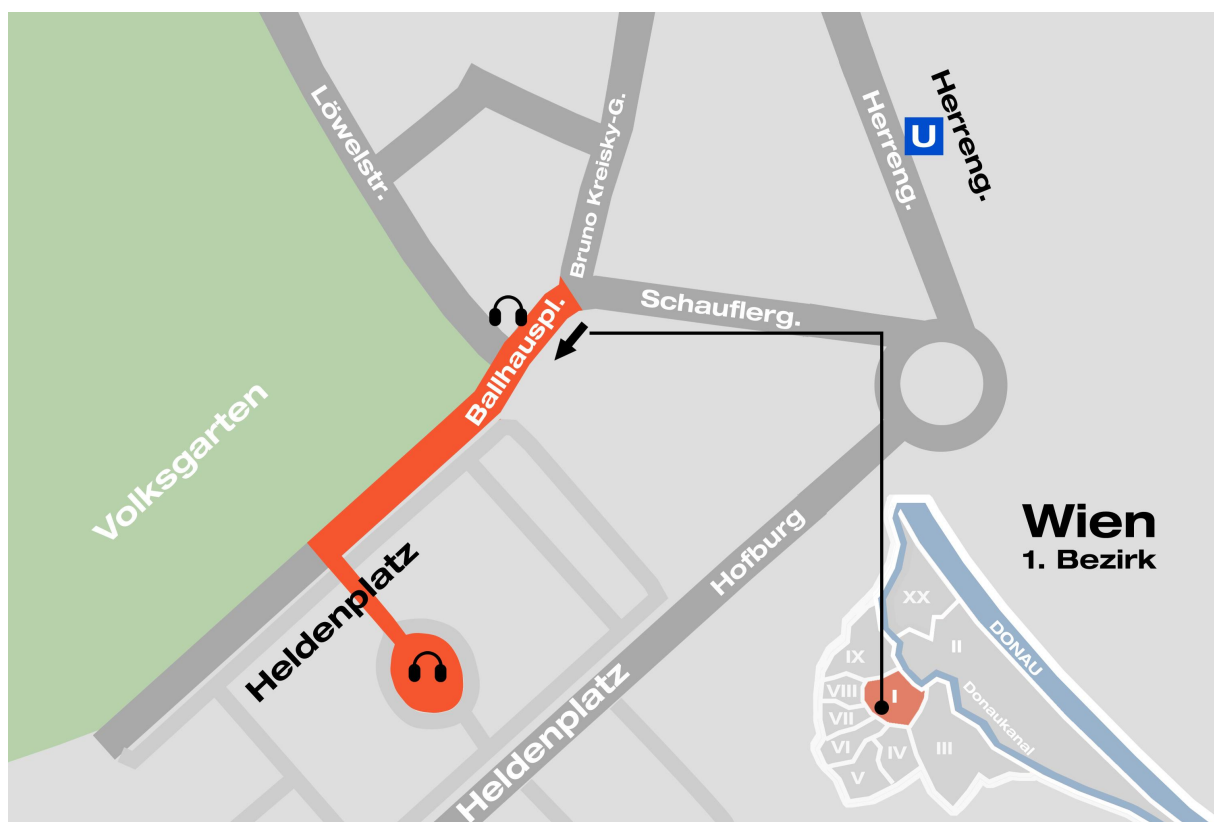 Löwelstr.
Bruno Kreisky-G.
Herreng.
U
Herreng.
Schauflerg.
Ballhauspl.
Volksgarten
Heldenplatz
Hofburg
Heldenplatz
Wien
1. Bezirk
XX
II
DONAU
IX
VIII
I
VII
Donaukanal
VI
IV
III
V